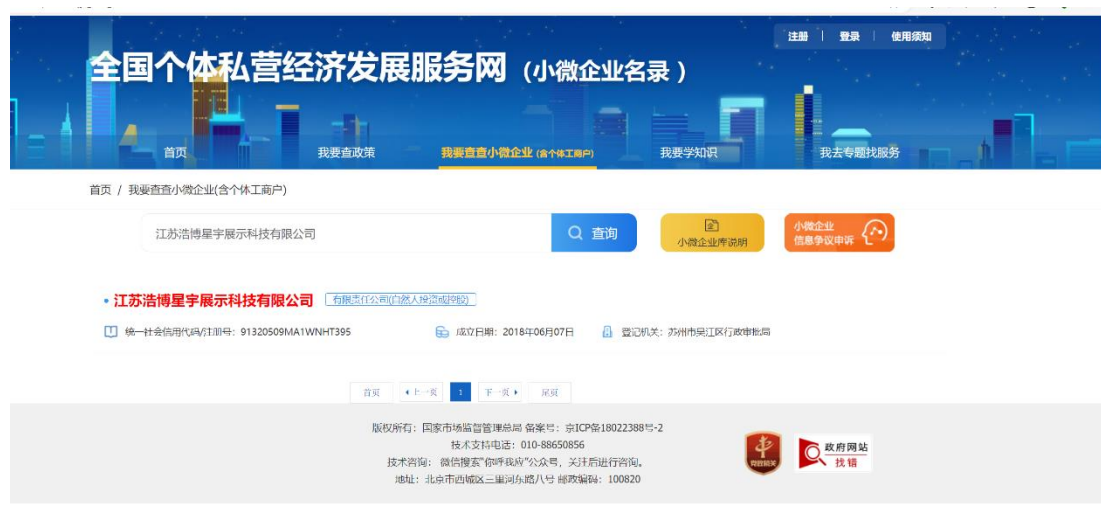 注册 | 登录 | 使用须知
全国个体私营经济发展服务网（小微企业名录）
首页 我要查政策 我要查查小微企业 (含个体工商户) 我要学知识 我去专题找服务
首页 / 我要查查小微企业(含个体工商户)
江苏浩博星宇展示科技有限公司 查询 小微企业库说明 小微企业
信息争议申诉
江苏浩博星宇展示科技有限公司 有限责任公司(自然人投资或控股)
统一社会信用代码/注册号：91320509MA1WNHT395 成立日期：2018年06月07日 登记机关：苏州市吴江区行政审批局
首页 上一页 1 下一页 尾页
版权所有：国家市场监督管理总局 备案号：京ICP备18022388号-2
技术支持电话：010-88650856
技术咨询：微信搜索"你呼我应"公众号，关注后进行咨询。
地址：北京市西城区三里河东路八号 邮政编码：100820
党政机关
政府网站
找错